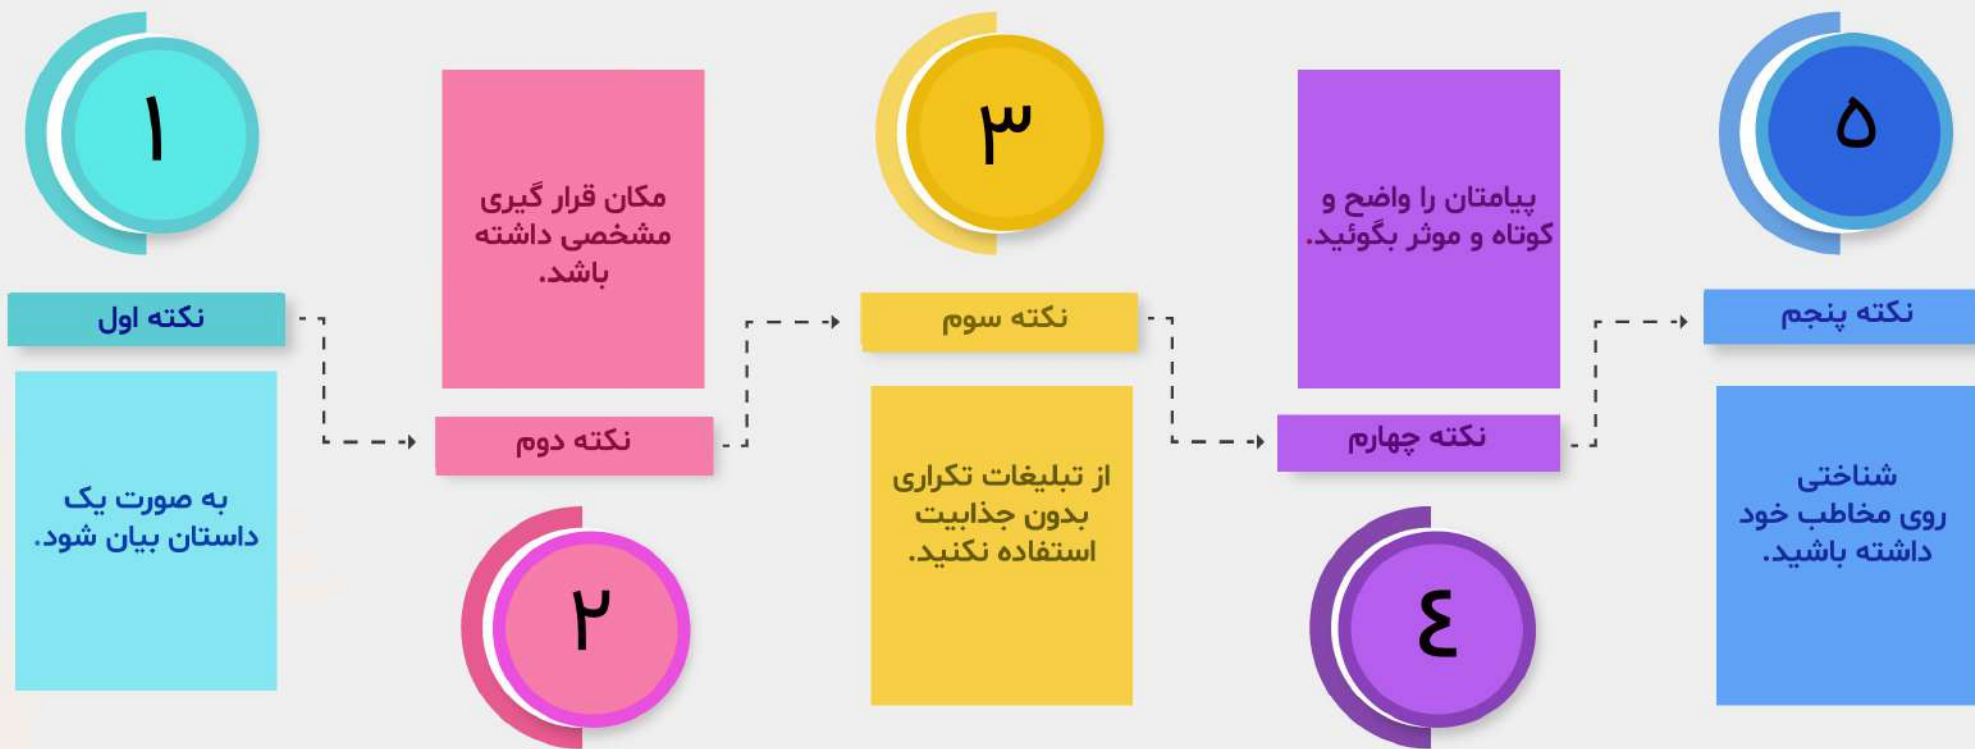 ۱
نکته اول
به صورت یک
داستان بیان شود.
مکان قرار گیری
مشخصی داشته
باشد.
نکته دوم
۲
۳
نکته سوم
از تبلیغات تکراری
بدون جذابیت
استفاده نکنید.
پیامتان را واضح و
کوتاه و موثر بگوئید.
نکته چهارم
٤
۵
نکته پنجم
شناختی
روی مخاطب خود
داشته باشید.